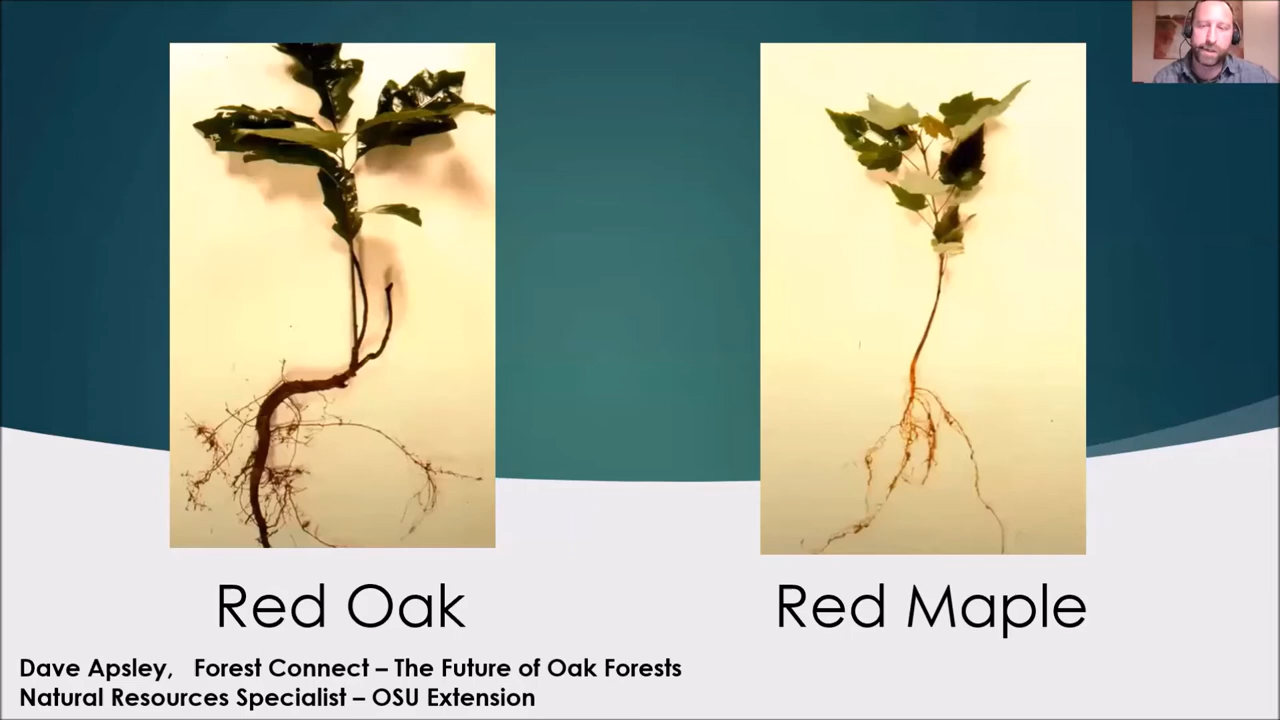 Red Oak
Red Maple
Dave Apsley, Forest Connect – The Future of Oak Forests
Natural Resources Specialist – OSU Extension